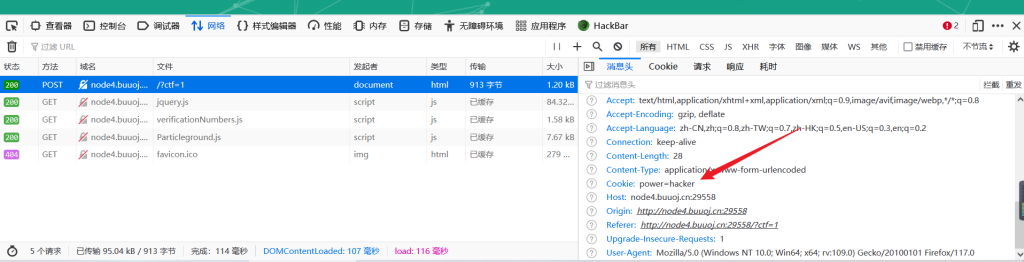 查看器 控制台 调试器 网络 样式编辑器 性能 内存 存储 无障碍环境 应用程序 HackBar 2
过滤 URL 所有 HTML CSS JS XHR 字体 图像 媒体 WS 其他 禁用缓存 不节流
状态 方法 域名 文件 发起者 类型 传输 大小 消息头 Cookie 请求 响应 耗时
200 POST node4.buuoj.... /?ctf=1 document html 913 字节 1.20 kB
200 GET node4.buuoj.... jquery.js script js 已缓存 84.32...
200 GET node4.buuoj.... verificationNumbers.js script js 已缓存 1.58 kB
200 GET node4.buuoj.... Particleground.js script js 已缓存 7.67 kB
404 GET node4.buuoj.... favicon.ico img html 已缓存 279 ...
过滤消息头 拦截 重发
Accept: text/html,application/xhtml+xml,application/xml;q=0.9,image/avif,image/webp,*/*;q=0.8
Accept-Encoding: gzip, deflate
Accept-Language: zh-CN,zh;q=0.8,zh-TW;q=0.7,zh-HK;q=0.5,en-US;q=0.3,en;q=0.2
Connection: keep-alive
Content-Length: 28
Content-Type: application/x-www-form-urlencoded
Cookie: power=hacker
Host: node4.buuoj.cn:29558
Origin: http://node4.buuoj.cn:29558
Referer: http://node4.buuoj.cn:29558/?ctf=1
Upgrade-Insecure-Requests: 1
User-Agent: Mozilla/5.0 (Windows NT 10.0; Win64; x64; rv:109.0) Gecko/20100101 Firefox/117.0
5 个请求 已传输 95.04 kB / 913 字节 完成：114 毫秒 DOMContentLoaded: 107 毫秒 load: 116 毫秒